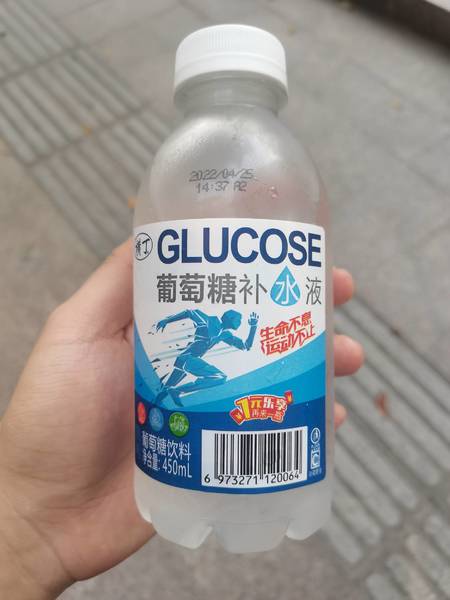 2022/04/25
14:37 A2
GLUCOSE
葡萄糖补水液
生命不息
运动不止
1元乐享
再来一瓶
葡萄糖饮料
净含量: 450mL
6 973271 120064